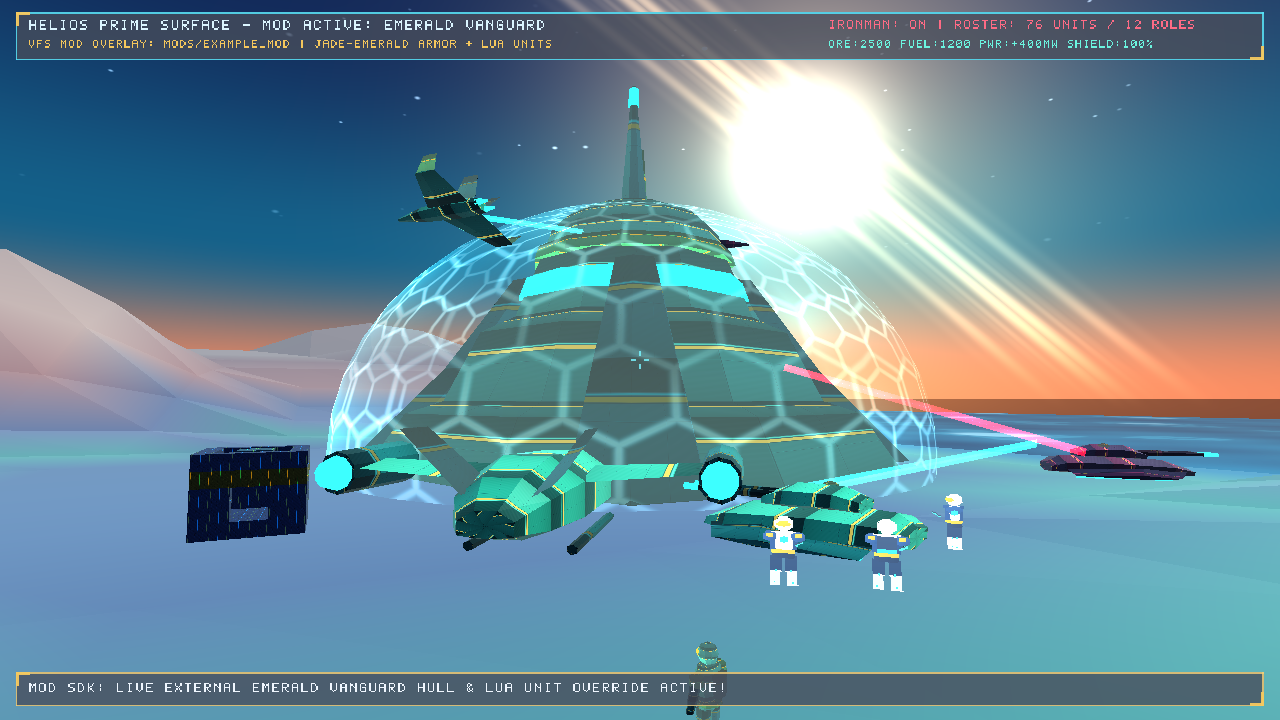 HELIOS PRIME SURFACE - MOD ACTIVE: EMERALD VANGUARD
IRONMAN: ON | ROSTER: 76 UNITS / 12 ROLES
VFS MOD OVERLAY: MODS/EXAMPLE_MOD | JADE-EMERALD ARMOR + LUA UNITS
ORE:2500 FUEL:1200 PWR:+400MW SHIELD:100%
MOD SDK: LIVE EXTERNAL EMERALD VANGUARD HULL & LUA UNIT OVERRIDE ACTIVE!